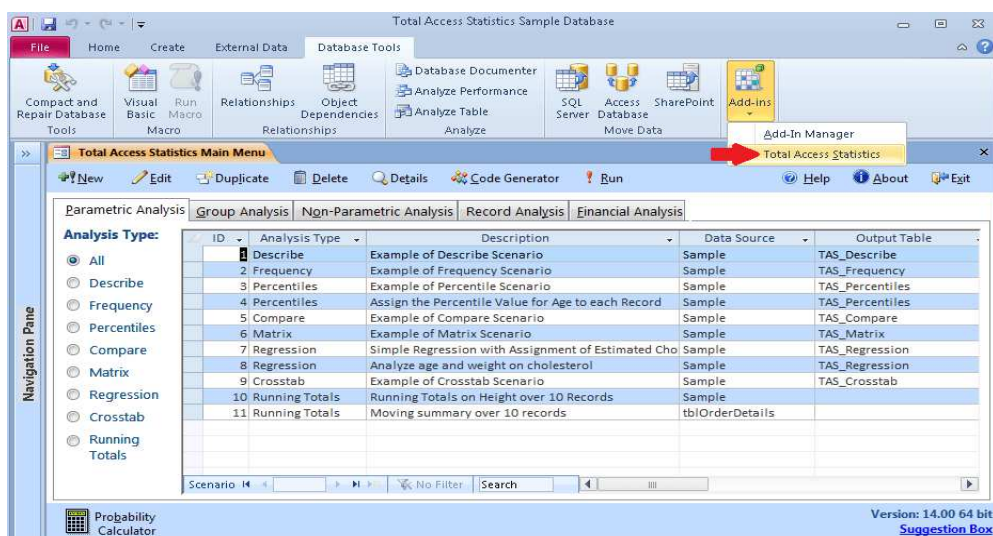 Total Access Statistics Sample Database
File Home Create External Data Database Tools
Compact and Repair Database
Tools
Visual Basic
Run Macro
Macro
Relationships
Object Dependencies
Relationships
Database Documenter
Analyze Performance
Analyze Table
Analyze
SQL Server
Access Database
SharePoint
Move Data
Add-ins
Add-In Manager
Total Access Statistics
Total Access Statistics Main Menu
New Edit Duplicate Delete Details Code Generator Run Help About Exit
Parametric Analysis Group Analysis Non-Parametric Analysis Record Analysis Financial Analysis
Analysis Type:
All
Describe
Frequency
Percentiles
Compare
Matrix
Regression
Crosstab
Running
Totals
ID Analysis Type Description Data Source Output Table
1 Describe Example of Describe Scenario Sample TAS_Describe
2 Frequency Example of Frequency Scenario Sample TAS_Frequency
3 Percentiles Example of Percentile Scenario Sample TAS_Percentiles
4 Percentiles Assign the Percentile Value for Age to each Record Sample TAS_Percentiles
5 Compare Example of Compare Scenario Sample TAS_Compare
6 Matrix Example of Matrix Scenario Sample TAS_Matrix
7 Regression Simple Regression with Assignment of Estimated Cho Sample TAS_Regression
8 Regression Analyze age and weight on cholesterol Sample TAS_Regression
9 Crosstab Example of Crosstab Scenario Sample TAS_Crosstab
10 Running Totals Running Totals on Height over 10 Records Sample
11 Running Totals Moving summary over 10 records tblOrderDetails
Scenario No Filter Search
Navigation Pane
Probability
Calculator
Version: 14.00 64 bit
Suggestion Box